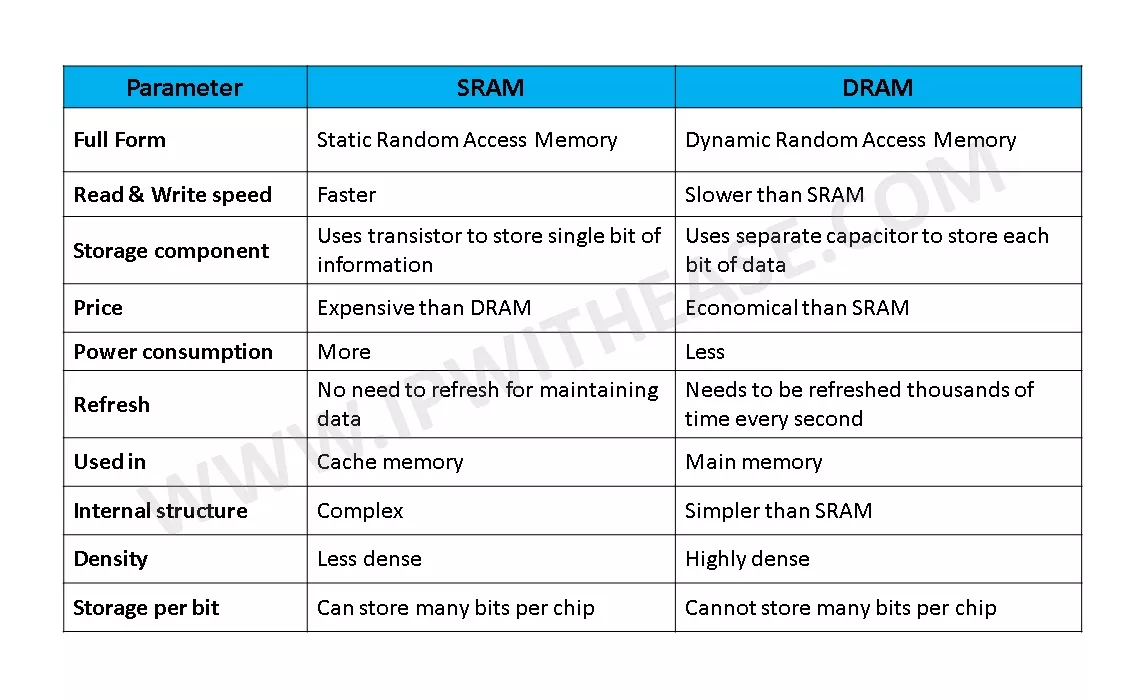 Parameter SRAM DRAM
Full Form Static Random Access Memory Dynamic Random Access Memory
Read & Write speed Faster Slower than SRAM
Storage component Uses transistor to store single bit of information Uses separate capacitor to store each bit of data
Price Expensive than DRAM Economical than SRAM
Power consumption More Less
Refresh No need to refresh for maintaining data Needs to be refreshed thousands of time every second
Used in Cache memory Main memory
Internal structure Complex Simpler than SRAM
Density Less dense Highly dense
Storage per bit Can store many bits per chip Cannot store many bits per chip
WWW.IPWITHEASE.COM